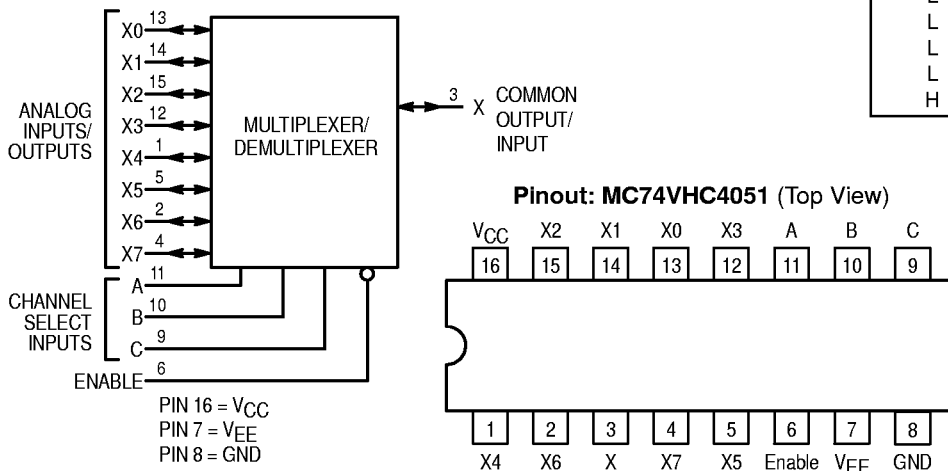 L
L
L
H
X0 13
X1 14
X2 15
X3 12
X4 1
X5 5
X6 2
X7 4
ANALOG
INPUTS/
OUTPUTS
MULTIPLEXER/
DEMULTIPLEXER
3
X
COMMON
OUTPUT/
INPUT
CHANNEL
SELECT
INPUTS
A 11
B 10
C 9
ENABLE 6
PIN 16 = VCC
PIN 7 = VEE
PIN 8 = GND
Pinout: MC74VHC4051 (Top View)
VCC X2 X1 X0 X3 A B C
16 15 14 13 12 11 10 9
1 2 3 4 5 6 7 8
X4 X6 X X7 X5 Enable VEE GND